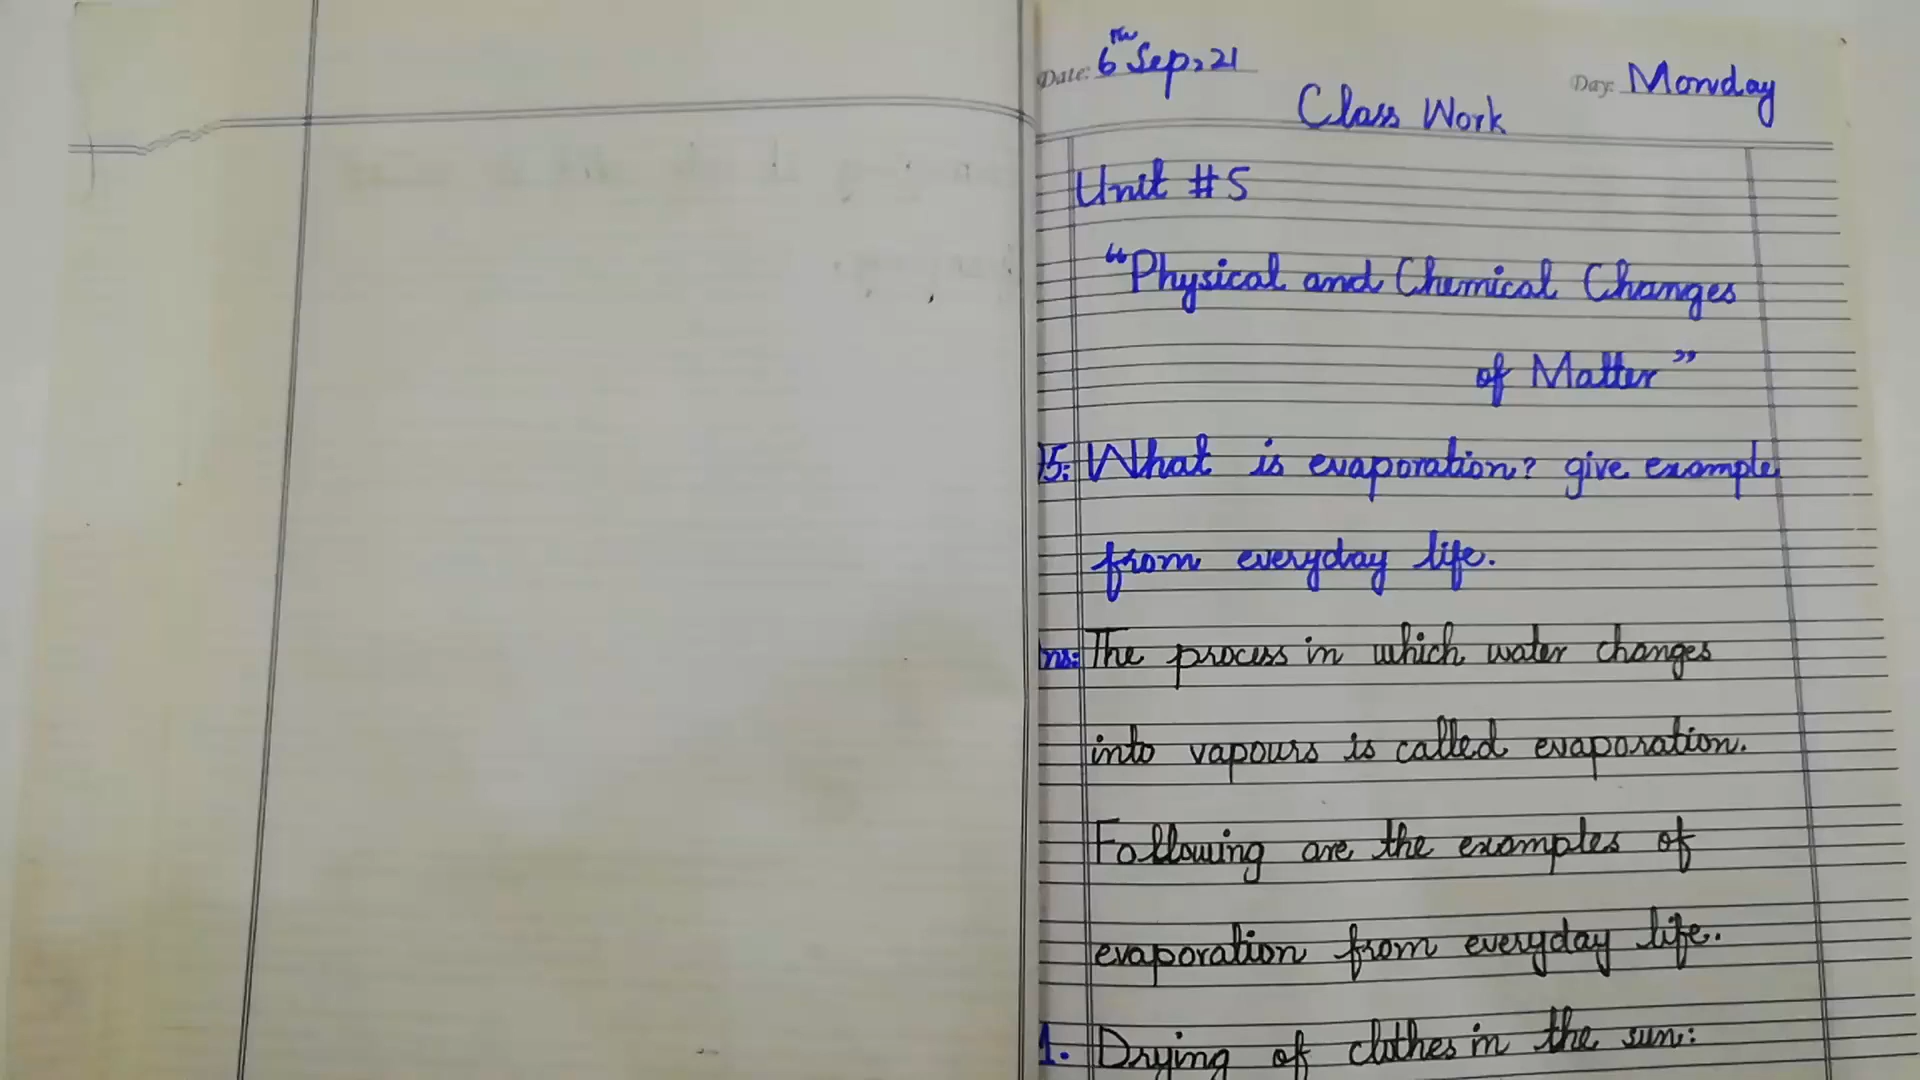 Date: 6th Sep, 21
Day: Monday
Class Work
Unit #5
"Physical and Chemical Changes
of Matter"
5: What is evaporation? give example
from everyday life.
ns: The process in which water changes
into vapours is called evaporation.
Following are the examples of
evaporation from everyday life.
1. Drying of clothes in the sun: